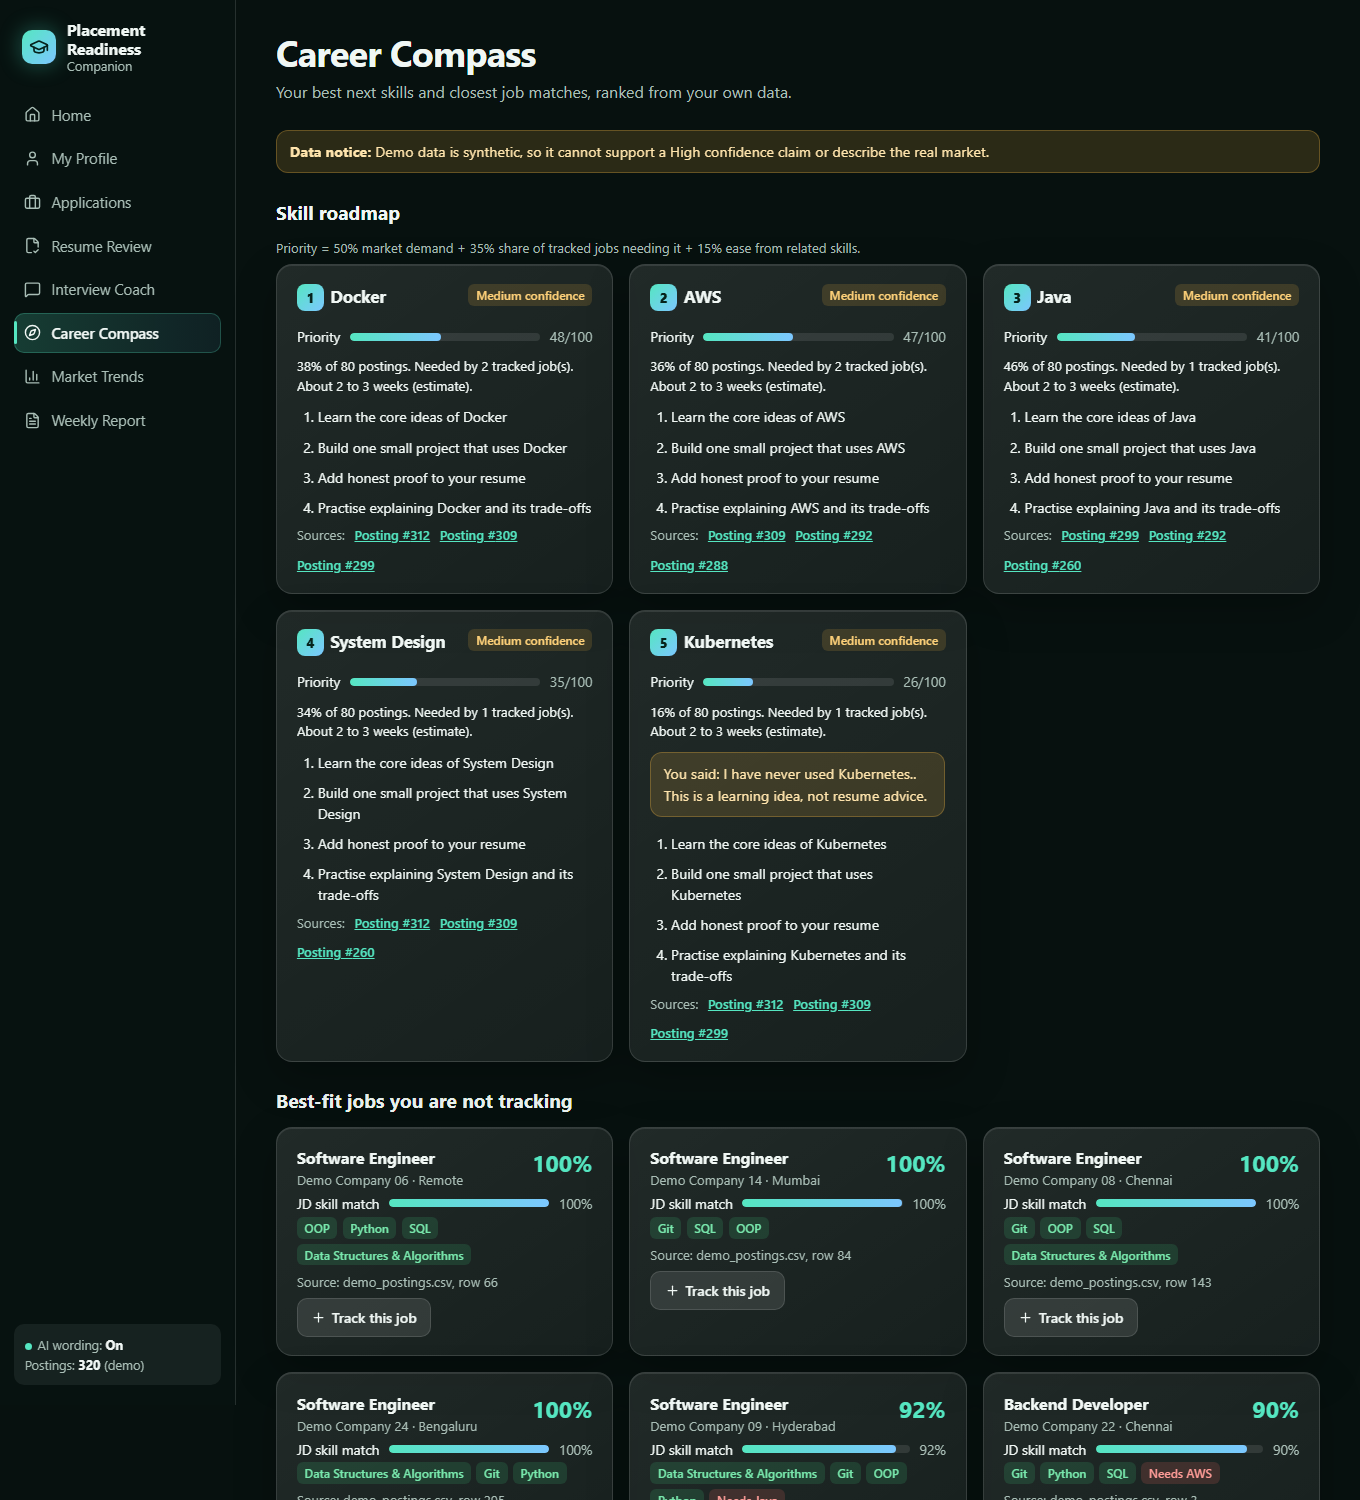 Placement
Readiness
Companion
Home
My Profile
Applications
Resume Review
Interview Coach
Career Compass
Market Trends
Weekly Report
AI wording: On
Postings: 320 (demo)
Career Compass
Your best next skills and closest job matches, ranked from your own data.
Data notice: Demo data is synthetic, so it cannot support a High confidence claim or describe the real market.
Skill roadmap
Priority = 50% market demand + 35% share of tracked jobs needing it + 15% ease from related skills.
1 Docker Medium confidence
Priority 48/100
38% of 80 postings. Needed by 2 tracked job(s).
About 2 to 3 weeks (estimate).
1. Learn the core ideas of Docker
2. Build one small project that uses Docker
3. Add honest proof to your resume
4. Practise explaining Docker and its trade-offs
Sources: Posting #312 Posting #309
Posting #299
2 AWS Medium confidence
Priority 47/100
36% of 80 postings. Needed by 2 tracked job(s).
About 2 to 3 weeks (estimate).
1. Learn the core ideas of AWS
2. Build one small project that uses AWS
3. Add honest proof to your resume
4. Practise explaining AWS and its trade-offs
Sources: Posting #309 Posting #292
Posting #288
3 Java Medium confidence
Priority 41/100
46% of 80 postings. Needed by 1 tracked job(s).
About 2 to 3 weeks (estimate).
1. Learn the core ideas of Java
2. Build one small project that uses Java
3. Add honest proof to your resume
4. Practise explaining Java and its trade-offs
Sources: Posting #299 Posting #292
Posting #260
4 System Design Medium confidence
Priority 35/100
34% of 80 postings. Needed by 1 tracked job(s).
About 2 to 3 weeks (estimate).
1. Learn the core ideas of System Design
2. Build one small project that uses System
Design
3. Add honest proof to your resume
4. Practise explaining System Design and its
trade-offs
Sources: Posting #312 Posting #309
Posting #260
5 Kubernetes Medium confidence
Priority 26/100
16% of 80 postings. Needed by 1 tracked job(s).
About 2 to 3 weeks (estimate).
You said: I have never used Kubernetes..
This is a learning idea, not resume advice.
1. Learn the core ideas of Kubernetes
2. Build one small project that uses
Kubernetes
3. Add honest proof to your resume
4. Practise explaining Kubernetes and its
trade-offs
Sources: Posting #312 Posting #309
Posting #299
Best-fit jobs you are not tracking
Software Engineer 100%
Demo Company 06 · Remote
JD skill match 100%
OOP Python SQL
Data Structures & Algorithms
Source: demo_postings.csv, row 66
+ Track this job
Software Engineer 100%
Demo Company 14 · Mumbai
JD skill match 100%
Git SQL OOP
Source: demo_postings.csv, row 84
+ Track this job
Software Engineer 100%
Demo Company 08 · Chennai
JD skill match 100%
Git OOP SQL
Data Structures & Algorithms
Source: demo_postings.csv, row 143
+ Track this job
Software Engineer 100%
Demo Company 24 · Bengaluru
JD skill match 100%
Data Structures & Algorithms Git Python
Software Engineer 92%
Demo Company 09 · Hyderabad
JD skill match 92%
Data Structures & Algorithms Git OOP
Python Needs Java
Backend Developer 90%
Demo Company 22 · Chennai
JD skill match 90%
Git Python SQL Needs AWS